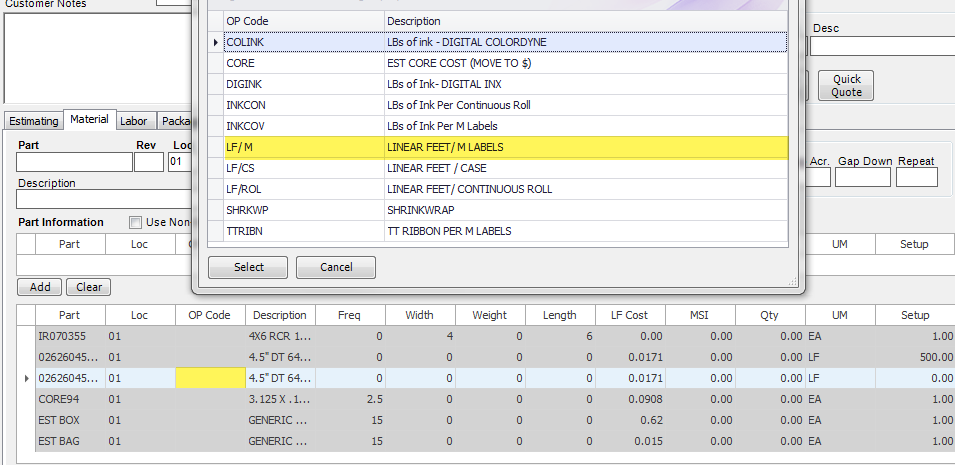 Customer Notes
OP Code Description
COLINK LBs of ink - DIGITAL COLORDYNE
CORE EST CORE COST (MOVE TO $)
DIGINK LBs of Ink- DIGITAL INX
INKCON LBs of Ink Per Continuous Roll
INKCOV LBs of Ink Per M Labels
LF/ M LINEAR FEET/ M LABELS
LF/CS LINEAR FEET / CASE
LF/ROL LINEAR FEET/ CONTINUOUS ROLL
SHRKWP SHRINKWRAP
TTRIBN TT RIBBON PER M LABELS
Select Cancel
Desc
Quick
Quote
Estimating Material Labor Packa
Part Rev Loc
01
Acr. Gap Down Repeat
Description
Part Information Use Non
Part Loc UM Setup
Add Clear
Part Loc OP Code Description Freq Width Weight Length LF Cost MSI Qty UM Setup
IR070355 01 4X6 RCR 1... 0 4 0 6 0.00 0 0.00 EA 1.00
02626045... 01 4.5" DT 64... 0 0 0 0 0.0171 0 0.00 LF 500.00
02626045... 01 4.5" DT 64... 0 0 0 0 0.0171 0 0.00 LF 0.00
CORE94 01 3.125 X .1... 2.5 0 0 0 0.0908 0 0.00 EA 1.00
EST BOX 01 GENERIC ... 15 0 0 0 0.62 0 0.00 EA 1.00
EST BAG 01 GENERIC ... 15 0 0 0 0.015 0 0.00 EA 1.00